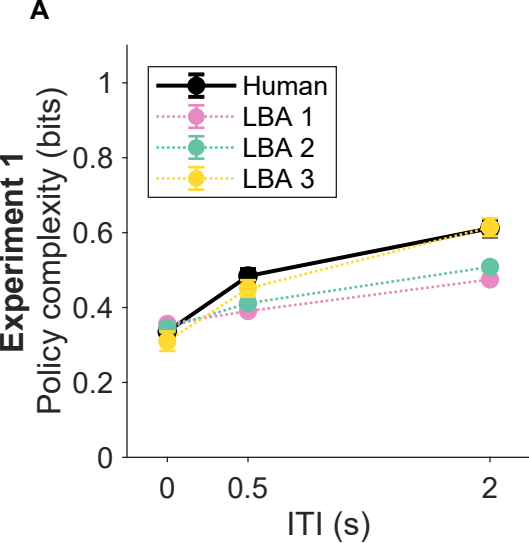 A
Experiment 1
Policy complexity (bits)
1
0.8
0.6
0.4
0.2
0
Human
LBA 1
LBA 2
LBA 3
0 0.5 2
ITI (s)